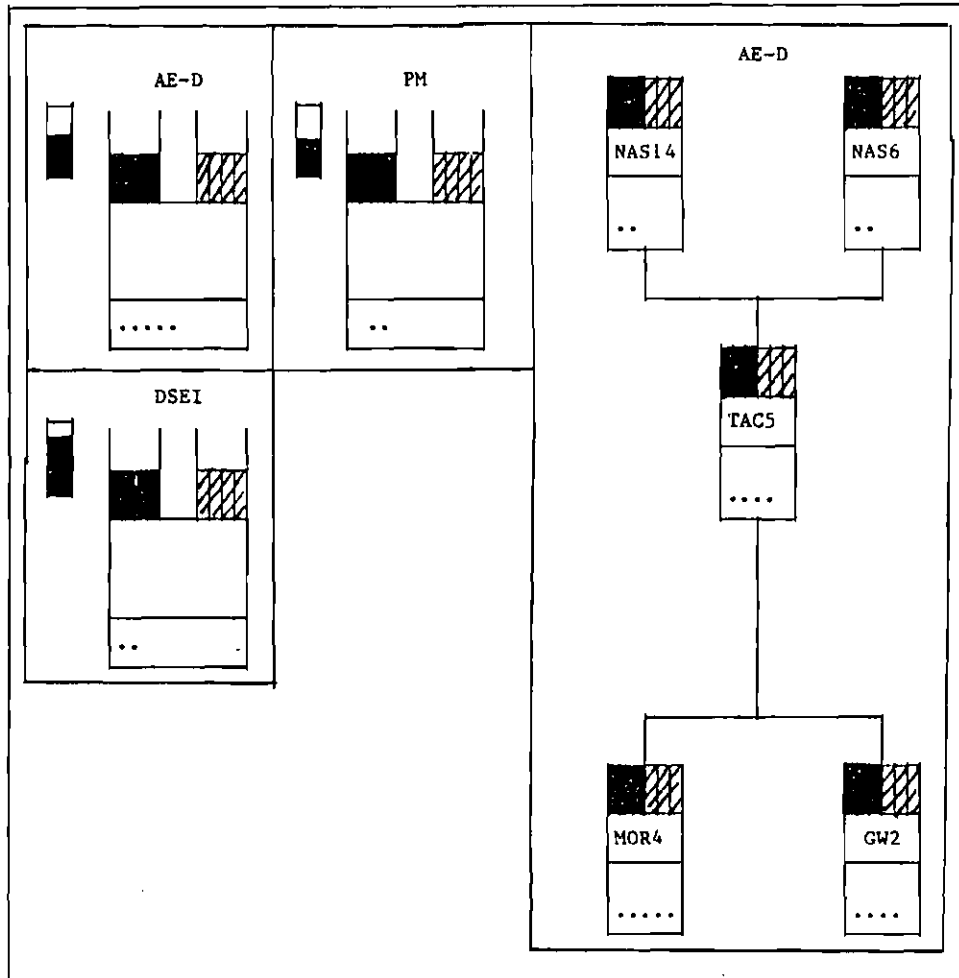 AE-D
PM
AE-D
NAS14
NAS6
.....
..
..
..
DSEI
TAC5
....
..
MOR4
GW2
.....
....